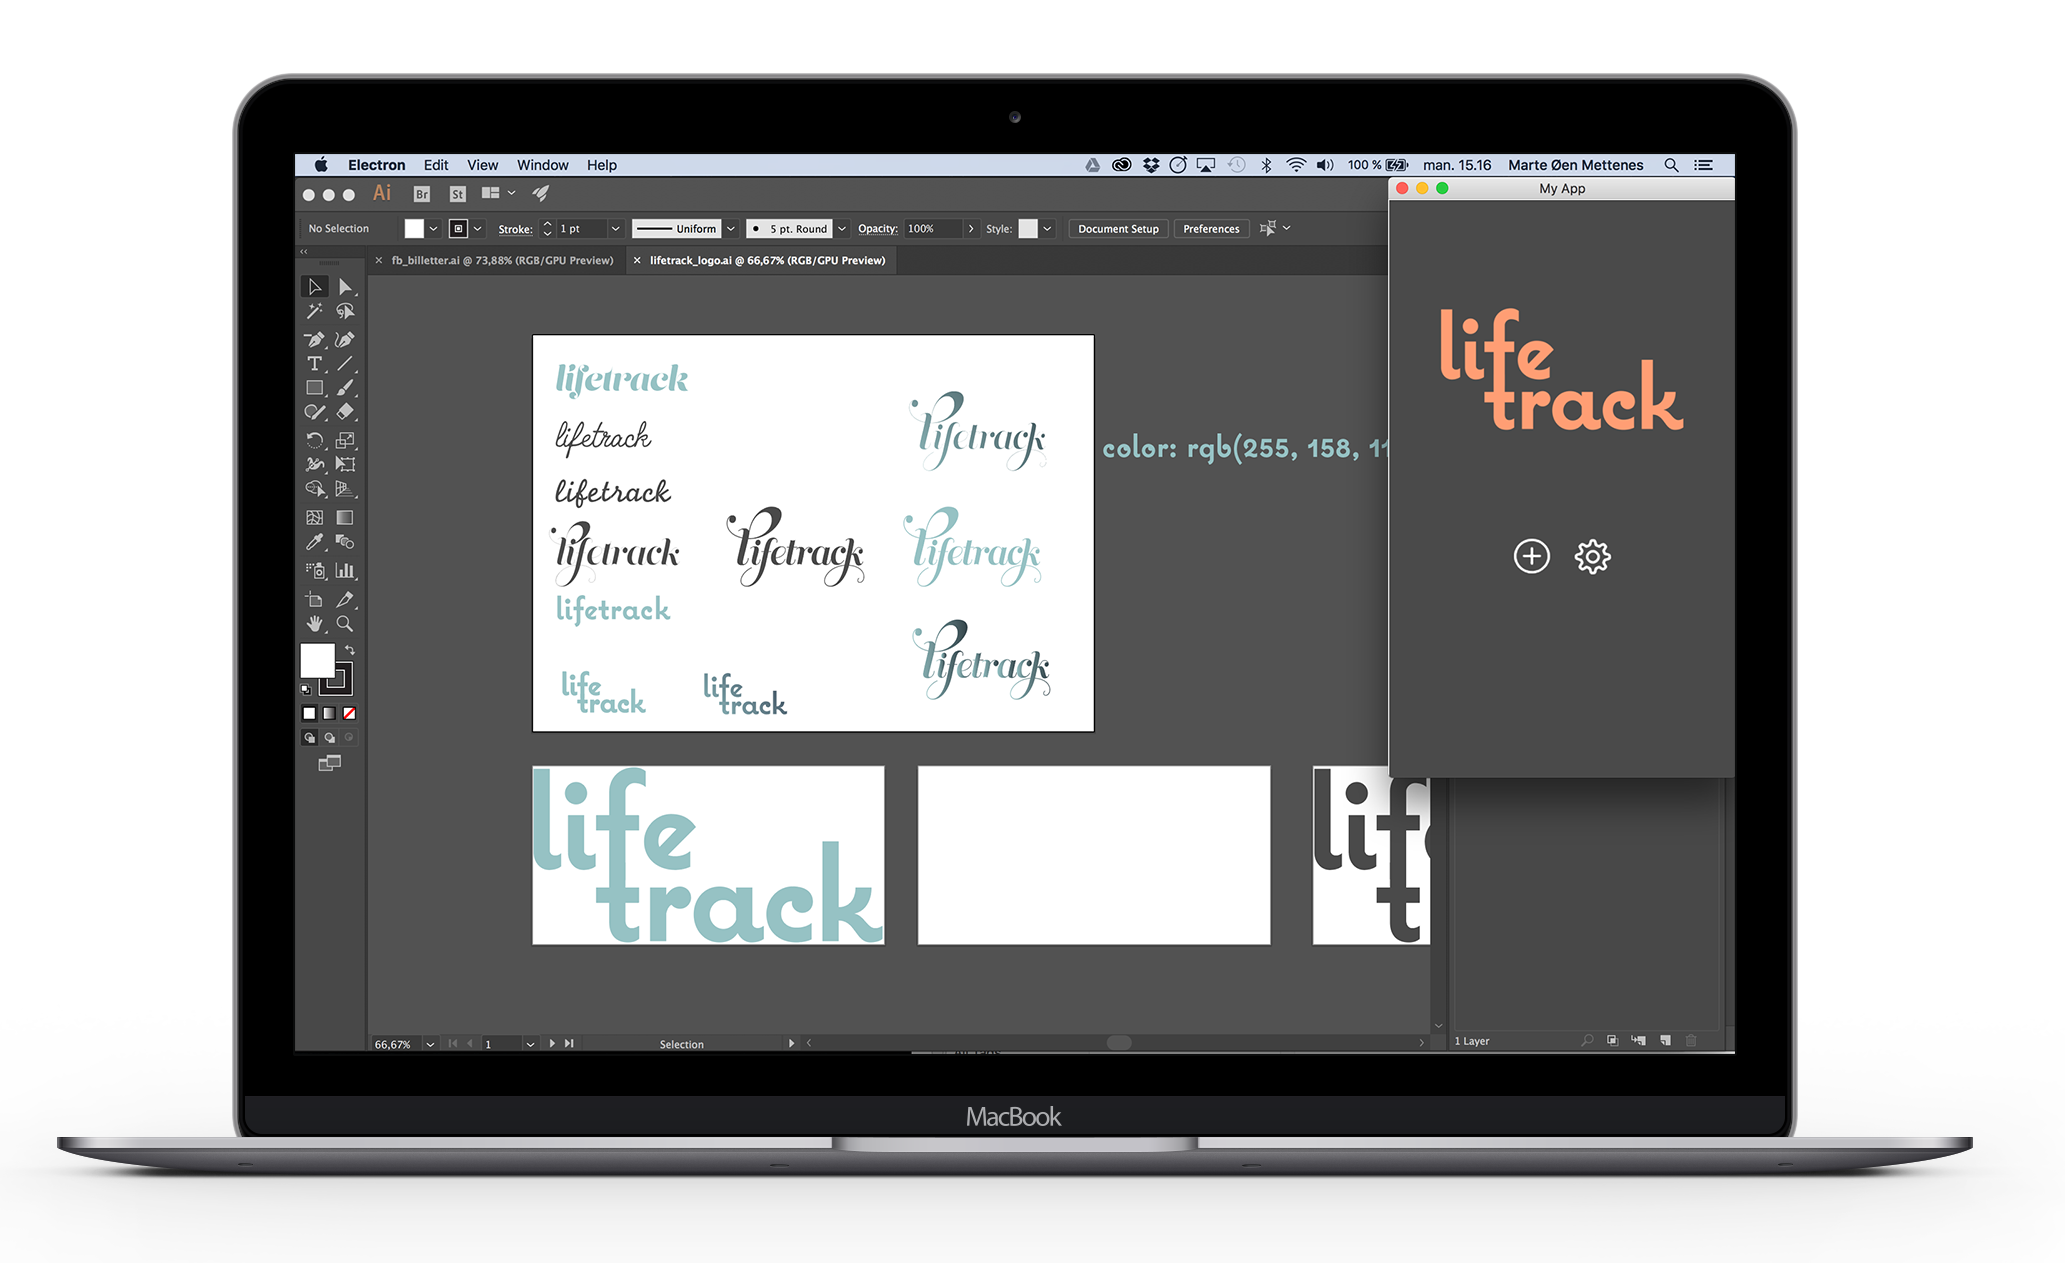 Electron Edit View Window Help 100 % man. 15.16 Marte Øen Mettenes
Ai Br St
My App
No Selection Stroke: 1 pt Uniform 5 pt. Round Opacity: 100% Style: Document Setup Preferences
× fb_billetter.ai @ 73,88% (RGB/GPU Preview) × lifetrack_logo.ai @ 66,67% (RGB/GPU Preview)
life
track
lifetrack
lifetrack
lifetrack
color: rgb(255, 158, 11
lifetrack
lifetrack
lifetrack
lifetrack
lifetrack
lifetrack
lifetrack
life
track
life
track
life
track
lif
t
66,67% 1 Selection
1 Layer
MacBook